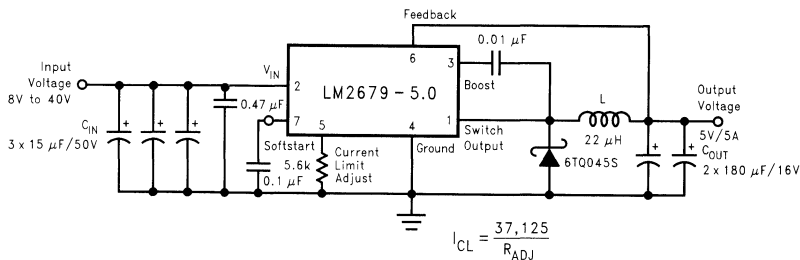 Feedback
0.01 μF
Input
Voltage
8V to 40V
V_IN
6
3
Boost
2
LM2679 - 5.0
Output
Voltage
5V/5A
C_IN
3 x 15 μF/50V
0.47 μF
7
5
4
1
Switch
Output
L
22 μH
Softstart
5.6k
Current
Limit
Adjust
Ground
0.1 μF
6TQ045S
C_OUT
2 x 180 μF/16V
I_CL = 37,125 / R_ADJ
+
+
+
+
+